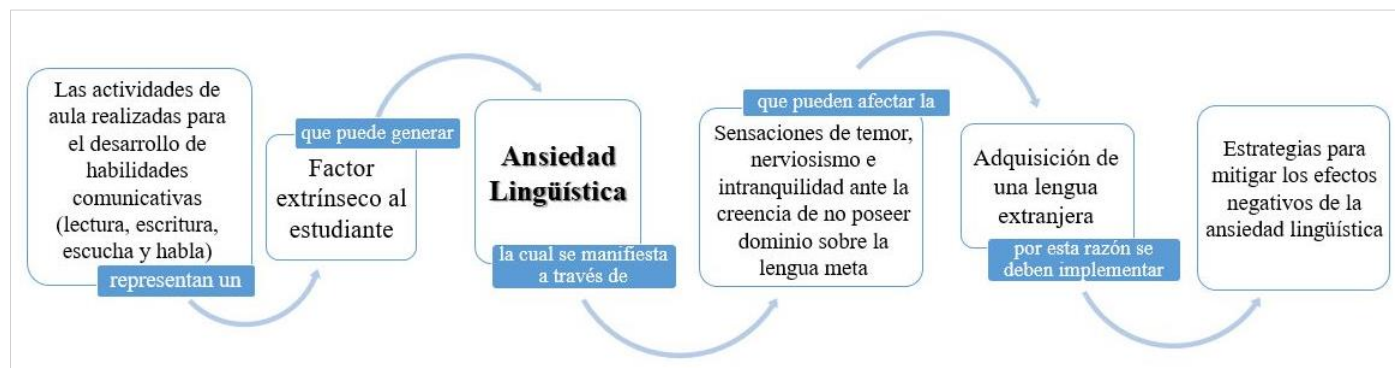 Las actividades de
aula realizadas para
el desarrollo de
habilidades
comunicativas
(lectura, escritura,
escucha y habla)
representan un
Factor
extrínseco al
estudiante
que puede generar
Ansiedad
Lingüística
la cual se manifiesta
a través de
Sensaciones de temor,
nerviosismo e
intranquilidad ante la
creencia de no poseer
dominio sobre la
lengua meta
que pueden afectar la
Adquisición de
una lengua
extranjera
por esta razón se
deben implementar
Estrategias para
mitigar los efectos
negativos de la
ansiedad lingüística